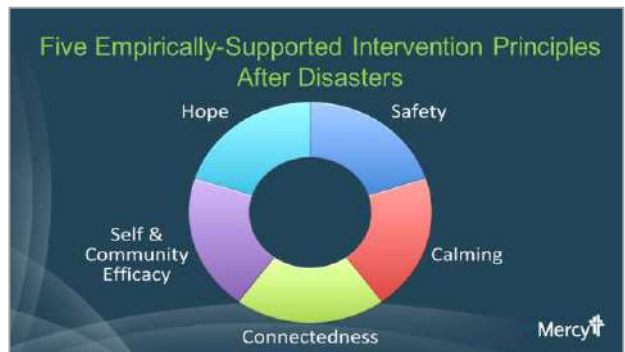 Five Empirically-Supported Intervention Principles
After Disasters
Hope
Safety
Self &
Community
Efficacy
Calming
Connectedness
Mercy